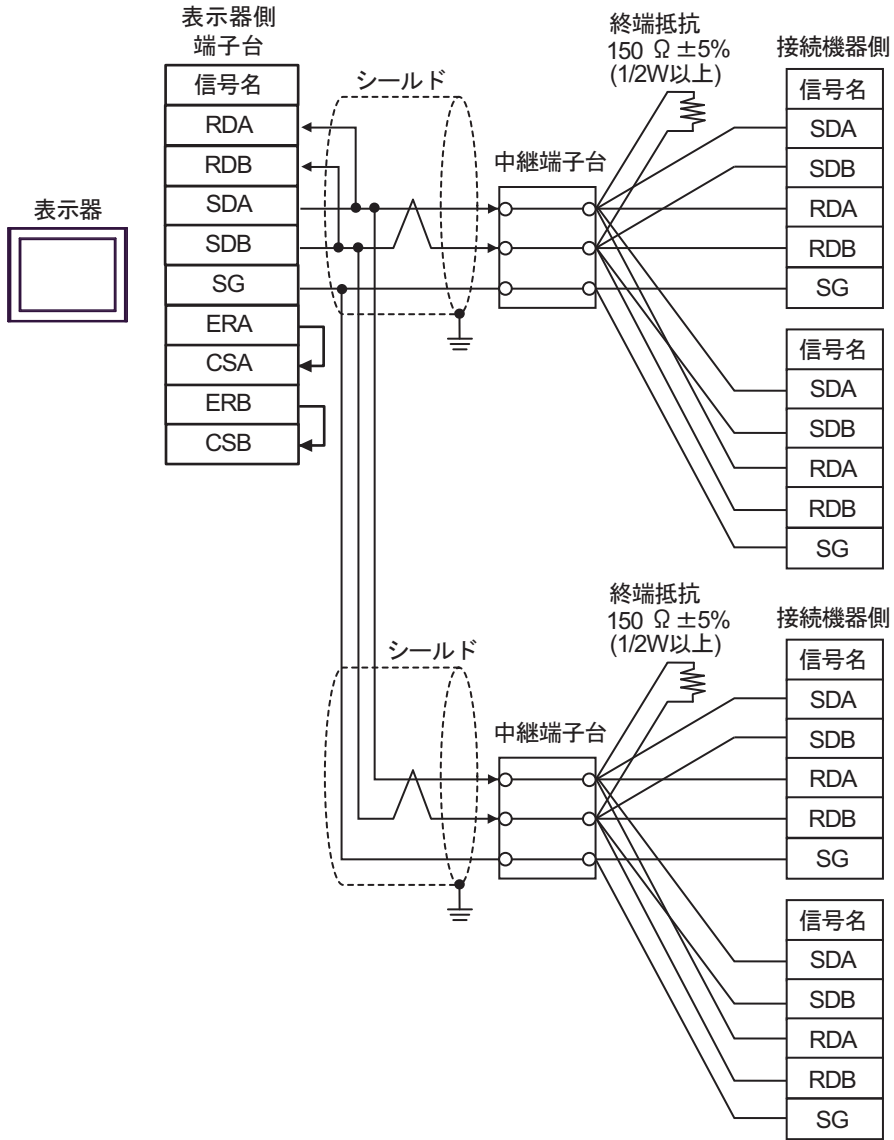 表示器側
端子台
信号名
RDA
RDB
SDA
SDB
SG
ERA
CSA
ERB
CSB
表示器
シールド
中継端子台
終端抵抗
150 Ω ±5%
(1/2W以上)
接続機器側
信号名
SDA
SDB
RDA
RDB
SG
信号名
SDA
SDB
RDA
RDB
SG
シールド
中継端子台
終端抵抗
150 Ω ±5%
(1/2W以上)
接続機器側
信号名
SDA
SDB
RDA
RDB
SG
信号名
SDA
SDB
RDA
RDB
SG